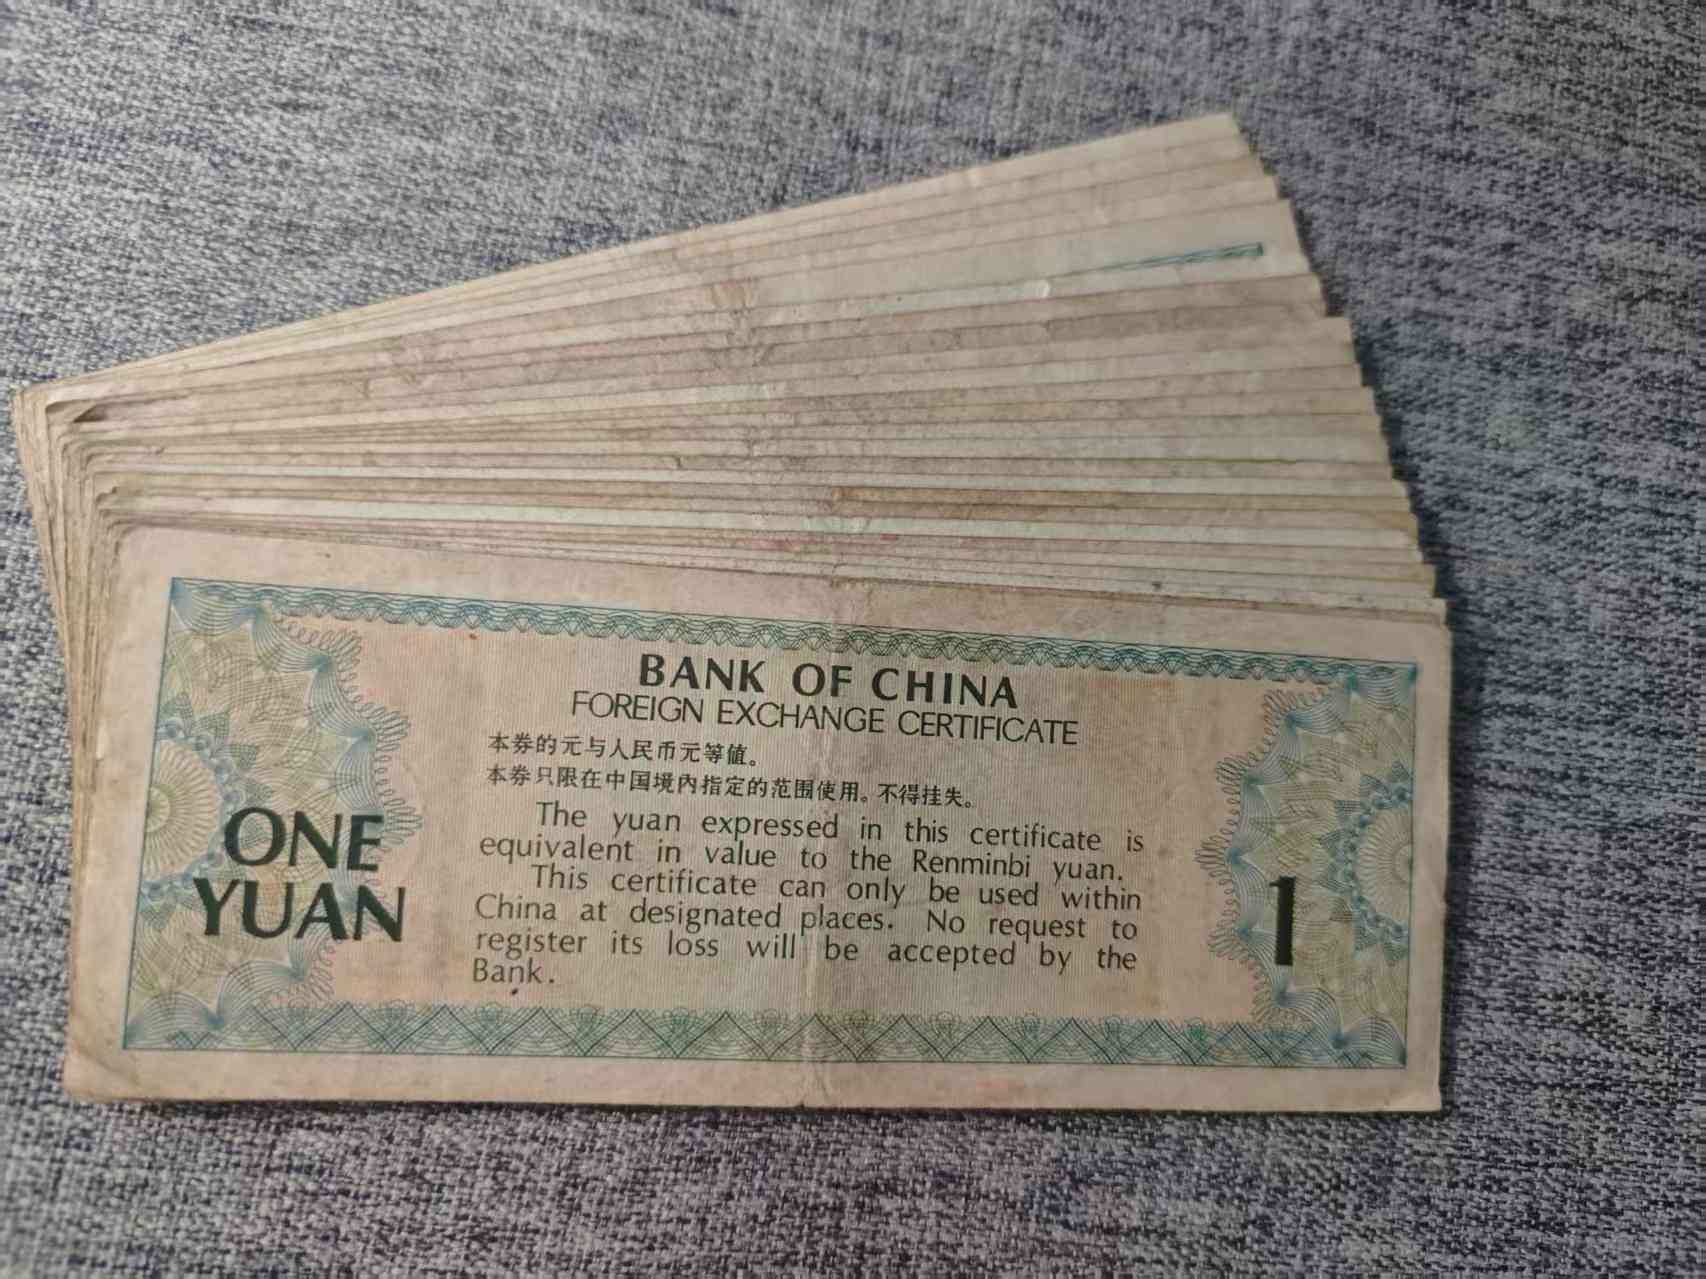 BANK OF CHINA
FOREIGN EXCHANGE CERTIFICATE
本券的元与人民币元等值。
本券只限在中国境内指定的范围使用。不得挂失。
The yuan expressed in this certificate is
equivalent in value to the Renminbi yuan.
This certificate can only be used within
China at designated places. No request to
register its loss will be accepted by the
Bank.
ONE
YUAN
1